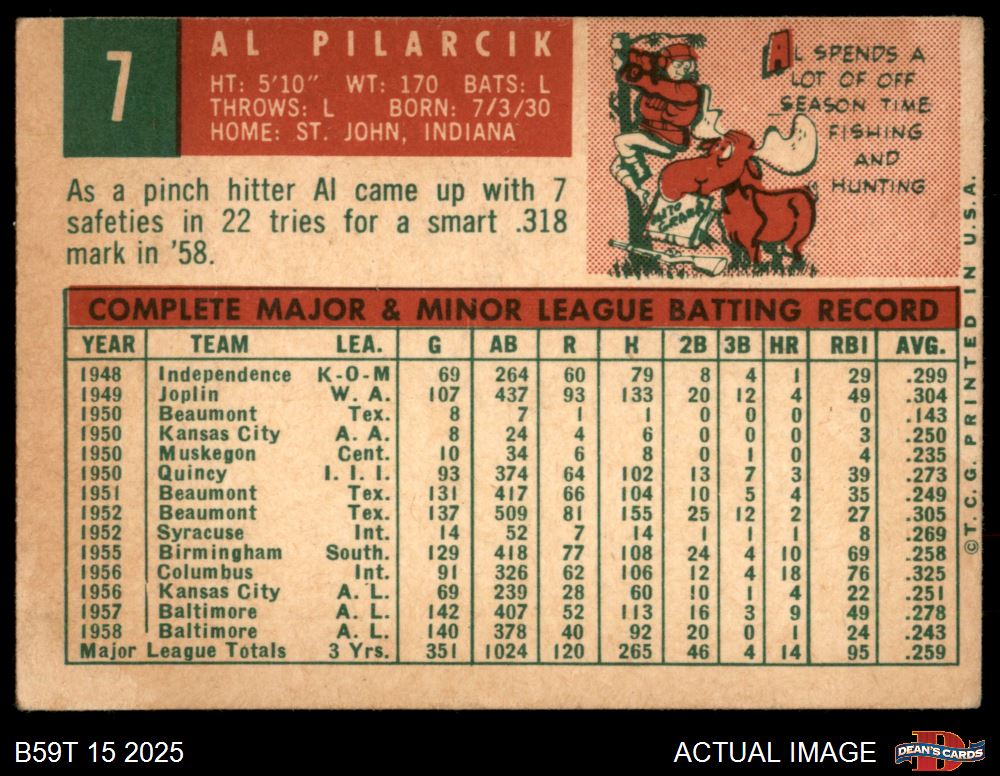 7
AL PILARCIK
HT: 5'10" WT: 170 BATS: L
THROWS: L BORN: 7/3/30
HOME: ST. JOHN, INDIANA
AL SPENDS A
LOT OF OFF
SEASON TIME
FISHING
AND
HUNTING
As a pinch hitter Al came up with 7
safeties in 22 tries for a smart .318
mark in '58.
COMPLETE MAJOR & MINOR LEAGUE BATTING RECORD
YEAR TEAM LEA. G AB R H 2B 3B HR RBI AVG.
1948 Independence K-O-M 69 264 60 79 8 4 1 29 .299
1949 Joplin W. A. 107 437 93 133 20 12 4 49 .304
1950 Beaumont Tex. 8 7 1 1 0 0 0 0 .143
1950 Kansas City A. A. 8 24 4 6 0 0 0 3 .250
1950 Muskegon Cent. 10 34 6 8 0 1 0 4 .235
1950 Quincy I. I. I. 93 374 64 102 13 7 3 39 .273
1951 Beaumont Tex. 131 417 66 104 10 5 4 35 .249
1952 Beaumont Tex. 137 509 81 155 25 12 2 27 .305
1952 Syracuse Int. 14 52 7 14 1 1 1 8 .269
1955 Birmingham South. 129 418 77 108 24 4 10 69 .258
1956 Columbus Int. 91 326 62 106 12 4 18 76 .325
1956 Kansas City A. L. 69 239 28 60 10 1 4 22 .251
1957 Baltimore A. L. 142 407 52 113 16 3 9 49 .278
1958 Baltimore A. L. 140 378 40 92 20 0 1 24 .243
Major League Totals 3 Yrs. 351 1024 120 265 46 4 14 95 .259
©T.C.G. PRINTED IN U.S.A.
B59T 15 2025
ACTUAL IMAGE
DEAN'S CARDS